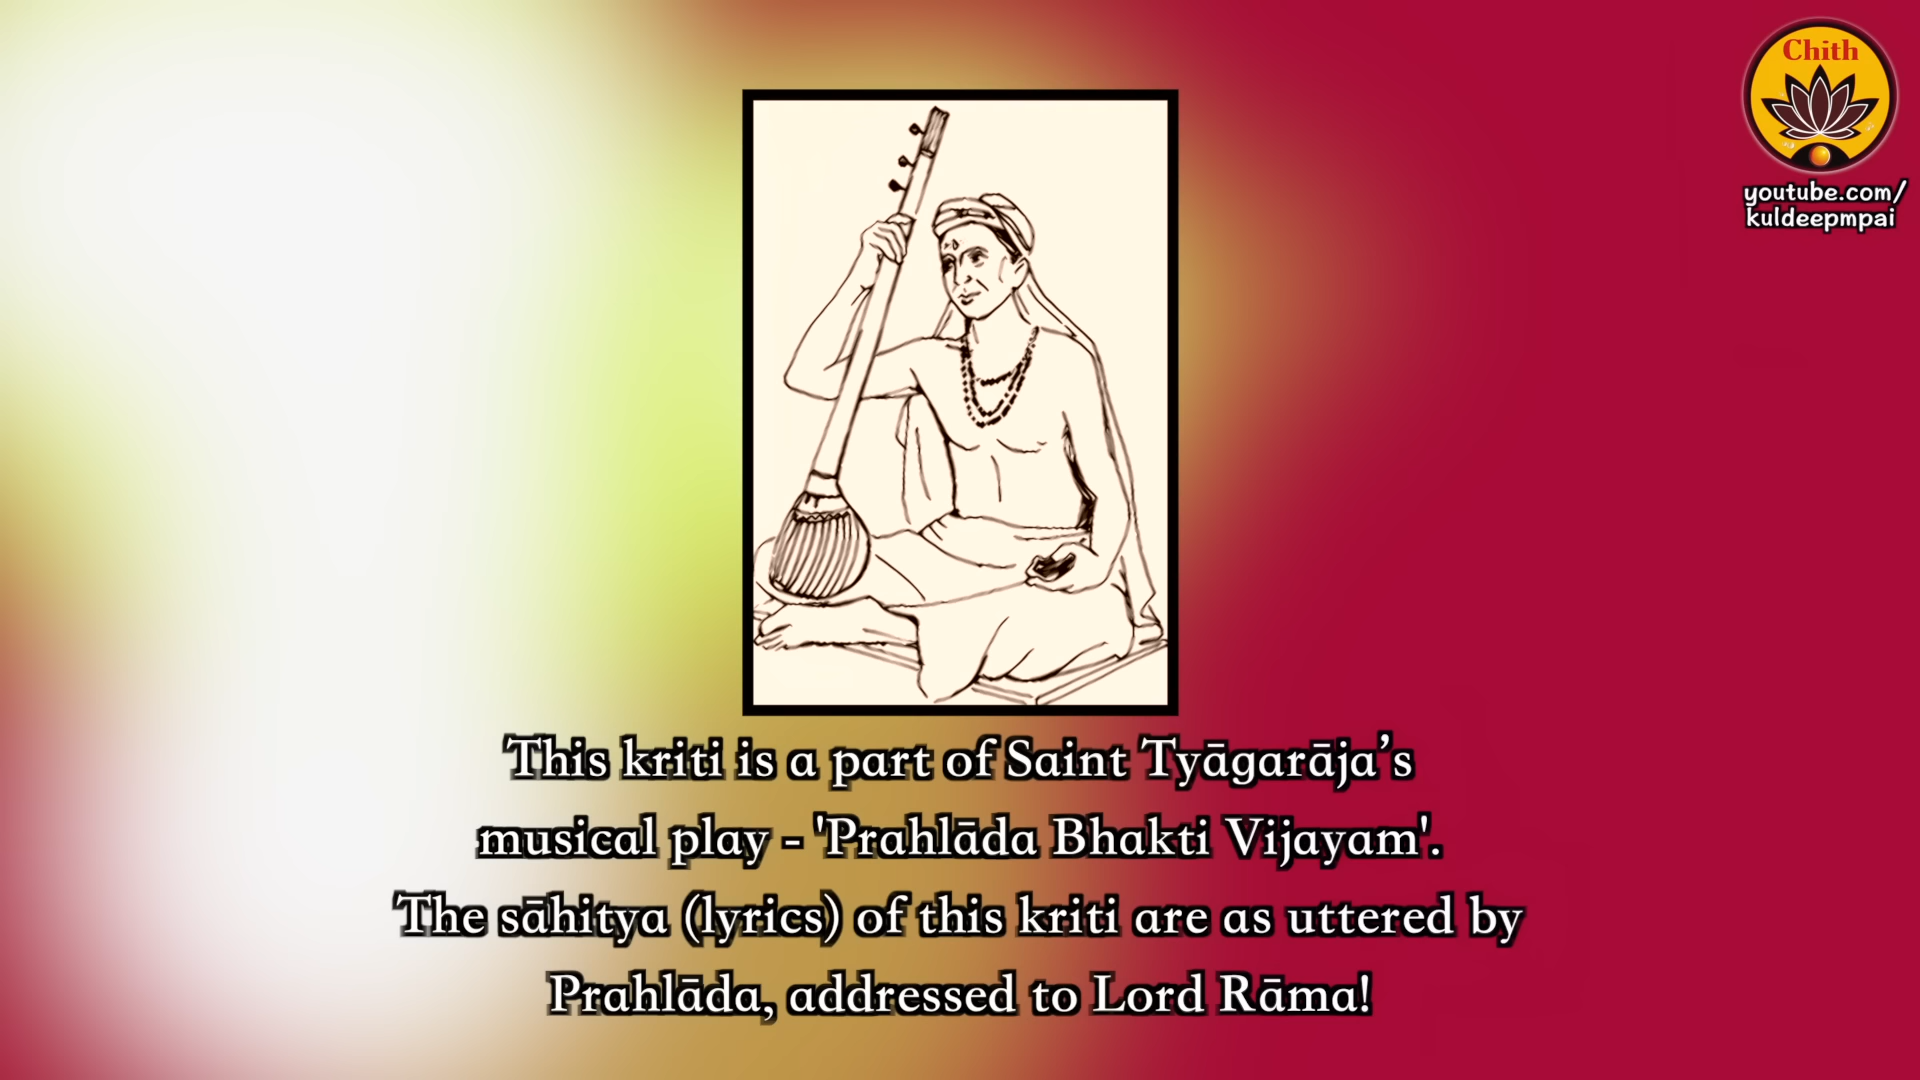 Chith
youtube.com/
kuldeepmpai
This kriti is a part of Saint Tyāgarāja’s
musical play - 'Prahlāda Bhakti Vijayam'.
The sāhitya (lyrics) of this kriti are as uttered by
Prahlāda, addressed to Lord Rāma!